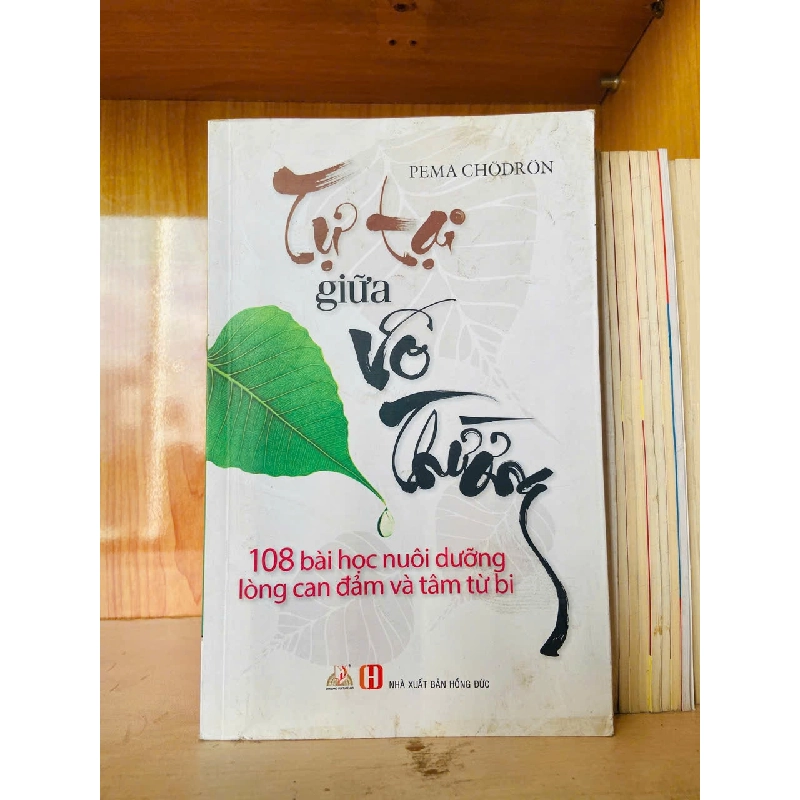 PEMA CHÖDRÖN
Tự tại
giữa
Vô
Thường
108 bài học nuôi dưỡng
lòng can đảm và tâm từ bi
H
NHÀ XUẤT BẢN HỒNG ĐỨC